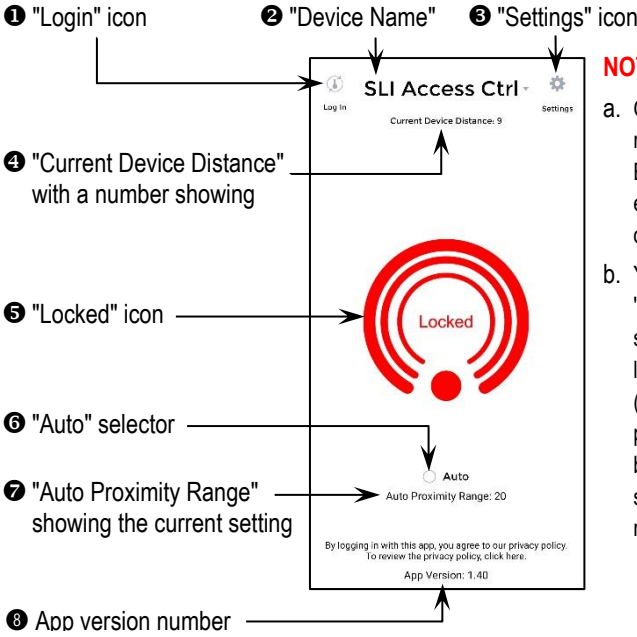 ❶ "Login" icon
❷ "Device Name"
❸ "Settings" icon
SLI Access Ctrl
Log In
Settings
Current Device Distance: 9
❹ "Current Device Distance"
with a number showing
❺ "Locked" icon
Locked
❻ "Auto" selector
Auto
❼ "Auto Proximity Range"
showing the current setting
Auto Proximity Range: 20
By logging in with this app, you agree to our privacy policy.
To review the privacy policy, click here.
App Version: 1.40
❽ App version number
a.
b.